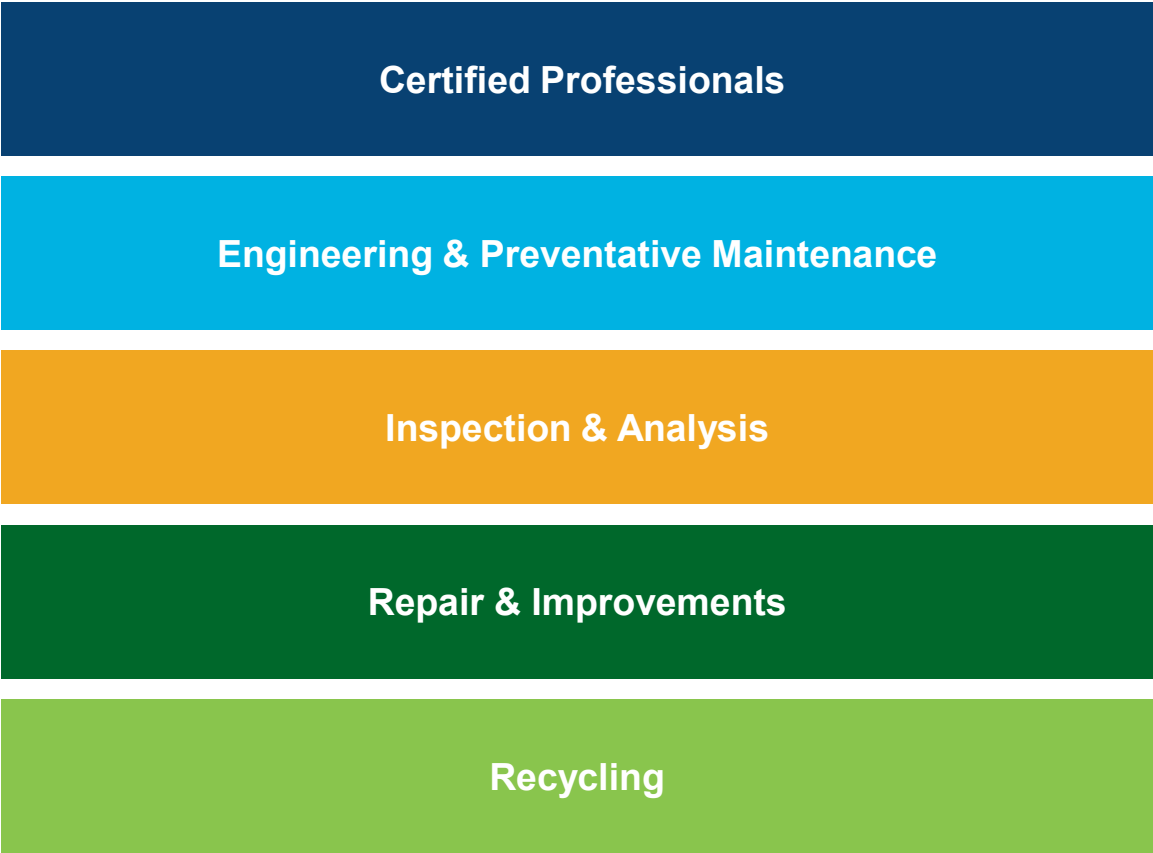 Certified Professionals
Engineering & Preventative Maintenance
Inspection & Analysis
Repair & Improvements
Recycling